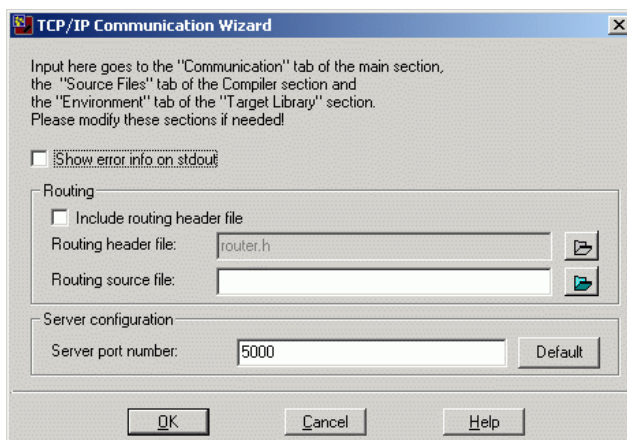 TCP/IP Communication Wizard
Input here goes to the "Communication" tab of the main section,
the "Source Files" tab of the Compiler section and
the "Environment" tab of the "Target Library" section.
Please modify these sections if needed!
Show error info on stdout
Routing
Include routing header file
Routing header file: router.h
Routing source file:
Server configuration
Server port number: 5000 Default
OK Cancel Help